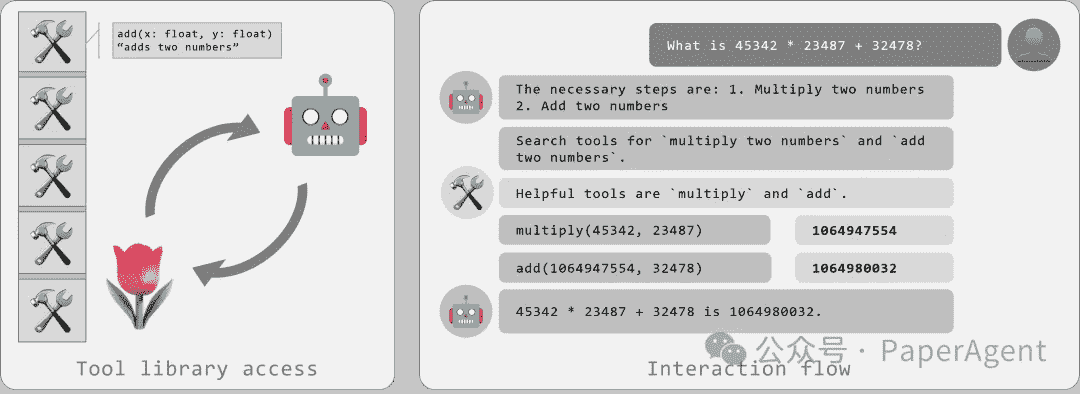 add(x: float, y: float)
“adds two numbers”
Tool library access
What is 45342 * 23487 + 32478?
The necessary steps are: 1. Multiply two numbers
2. Add two numbers
Search tools for `multiply two numbers` and `add
two numbers`.
Helpful tools are `multiply` and `add`.
multiply(45342, 23487)
1064947554
add(1064947554, 32478)
1064980032
45342 * 23487 + 32478 is 1064980032.
Interaction flow
公众号 · PaperAgent